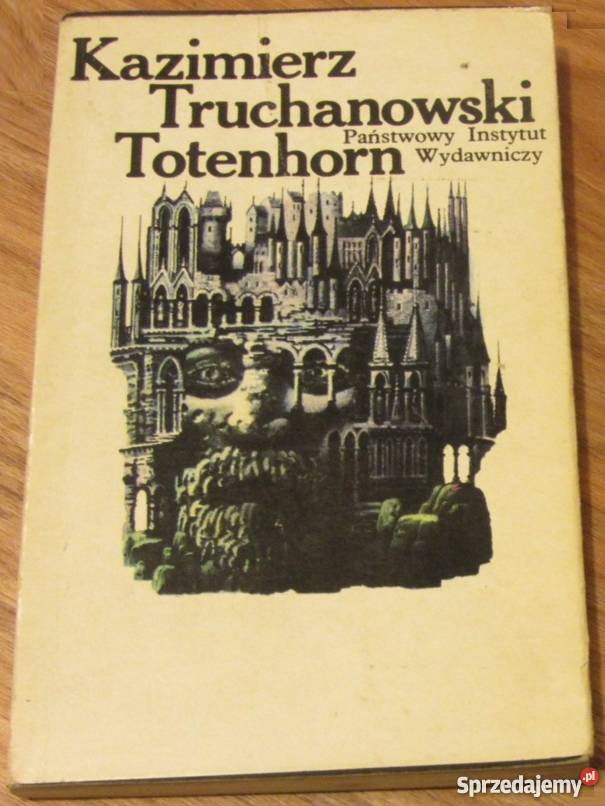 Kazimierz
Truchanowski
Totenhorn
Państwowy Instytut
Wydawniczy
Sprzedajemy.pl